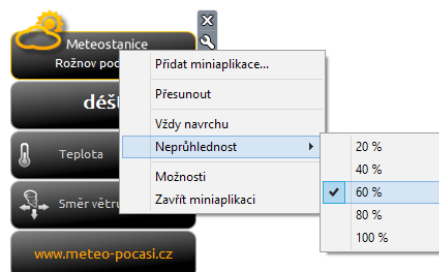 Meteostanice
Rožnov pod
Přidat miniaplikace...
Přesunout
Vždy navrchu
Neprůhlednost
Možnosti
Zavřít miniaplikaci
20 %
40 %
60 %
80 %
100 %
Teplota
Směr větru
www.meteo-pocasi.cz